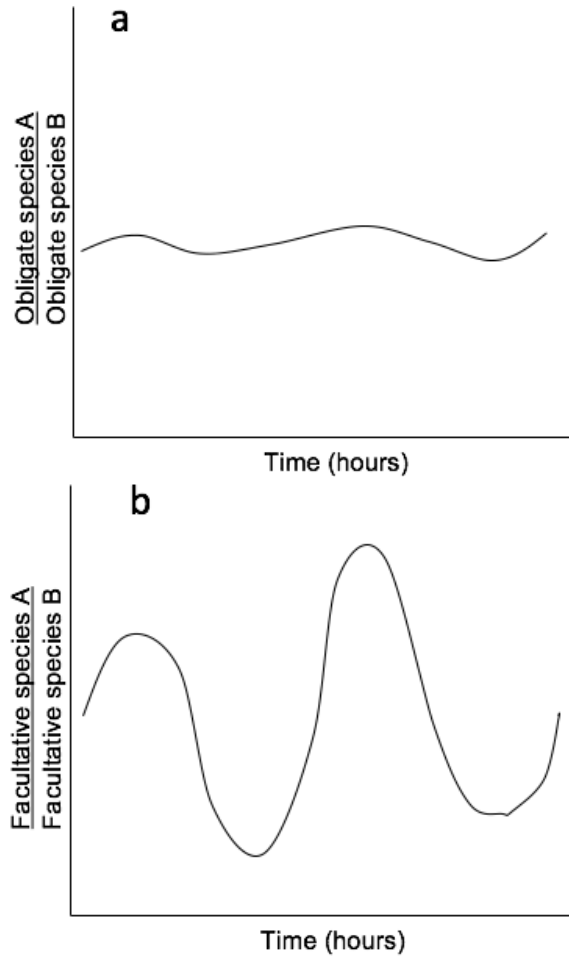 a
Obligate species A
Obligate species B
Time (hours)
b
Facultative species A
Facultative species B
Time (hours)